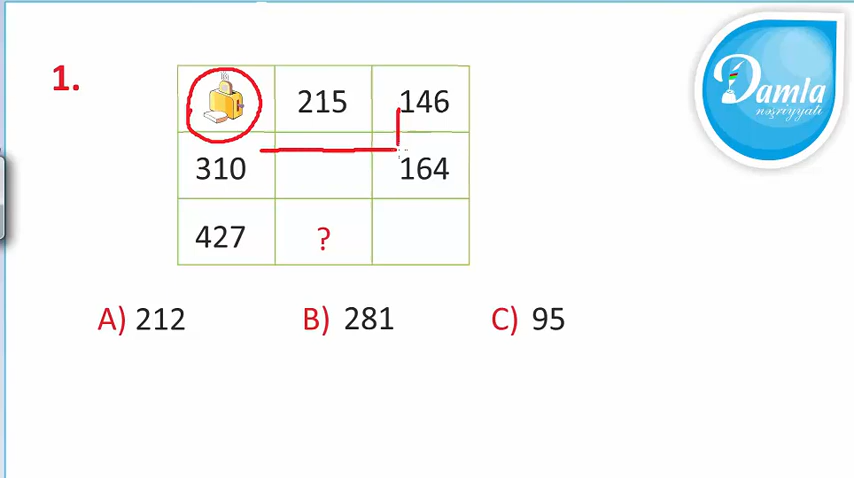 1.
215 146
310 164
427 ?
A) 212 B) 281 C) 95
Damla
nəşriyyatı